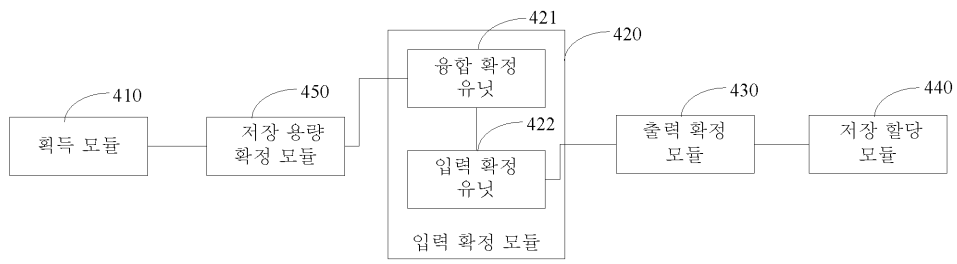 410
획득 모듈
450
저장 용량
확정 모듈
421
420
융합 확정
유닛
422
입력 확정
유닛
입력 확정 모듈
430
출력 확정
모듈
440
저장 할당
모듈